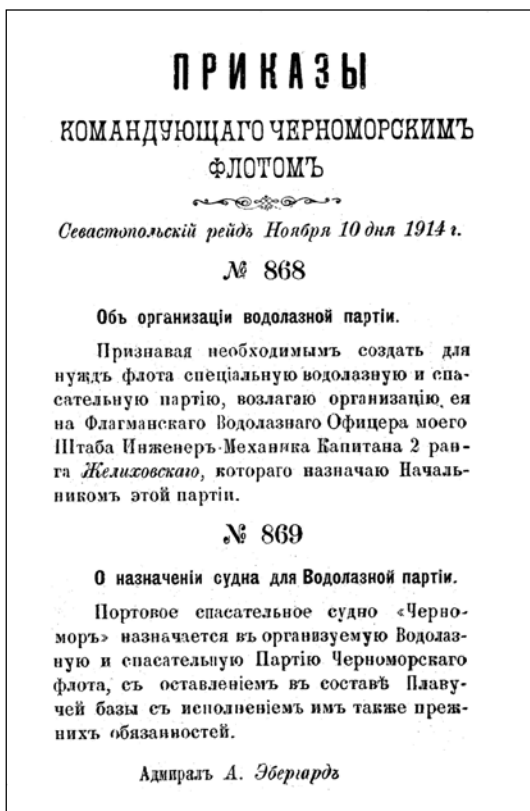 ПРИКАЗЫ
КОМАНДУЮЩАГО ЧЕРНОМОРСКИМЪ
ФЛОТОМЪ
Севастопольскій рейдъ Ноября 10 дня 1914 г.
№ 868
Объ организаціи водолазной партіи.
Признавая необходимымъ создать для
нуждъ флота спеціальную водолазную и спа-
сательную партію, возлагаю организацію ея
на Флагманскаго Водолазнаго Офицера моего
Штаба Инженеръ-Механика Капитана 2 ран-
га Желиховскаго, котораго назначаю Началь-
никомъ этой партіи.
№ 869
О назначеніи судна для Водолазной партіи.
Портовое спасательное судно «Черно-
моръ» назначается въ организуемую Водолаз-
ную и спасательную Партію Черноморскаго
флота, съ оставленіемъ въ составѣ Плаву-
чей базы съ исполненіемъ имъ также преж-
нихъ обязанностей.
Адмиралъ А. Эбергардъ